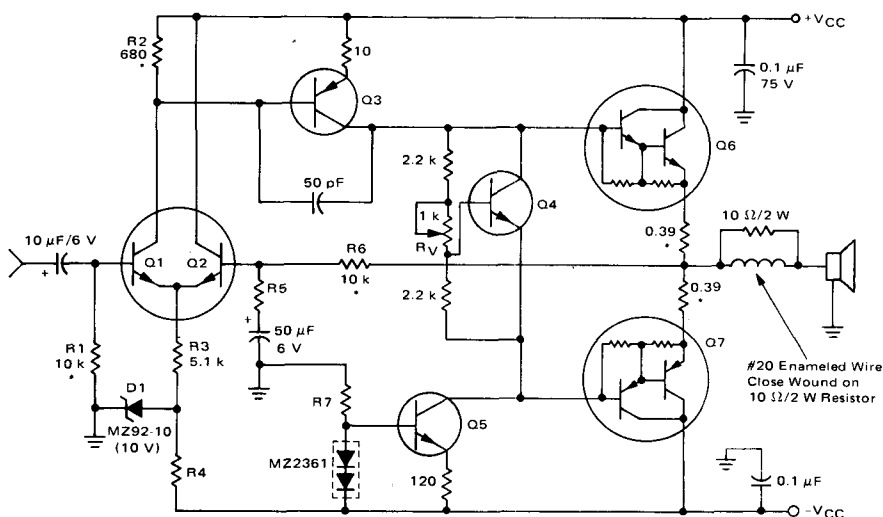 +VCC
R2
680
10
Q3
0.1 µF
75 V
Q6
2.2 k
50 pF
Q4
1 k
RV
10 Ω/2 W
10 µF/6 V
+
Q1
Q2
R6
10 k
0.39
R5
+
50 µF
6 V
2.2 k
0.39
R1
10 k
R3
5.1 k
D1
MZ92-10
(10 V)
R7
Q7
#20 Enameled Wire
Close Wound on
10 Ω/2 W Resistor
Q5
R4
MZ2361
120
0.1 µF
-VCC